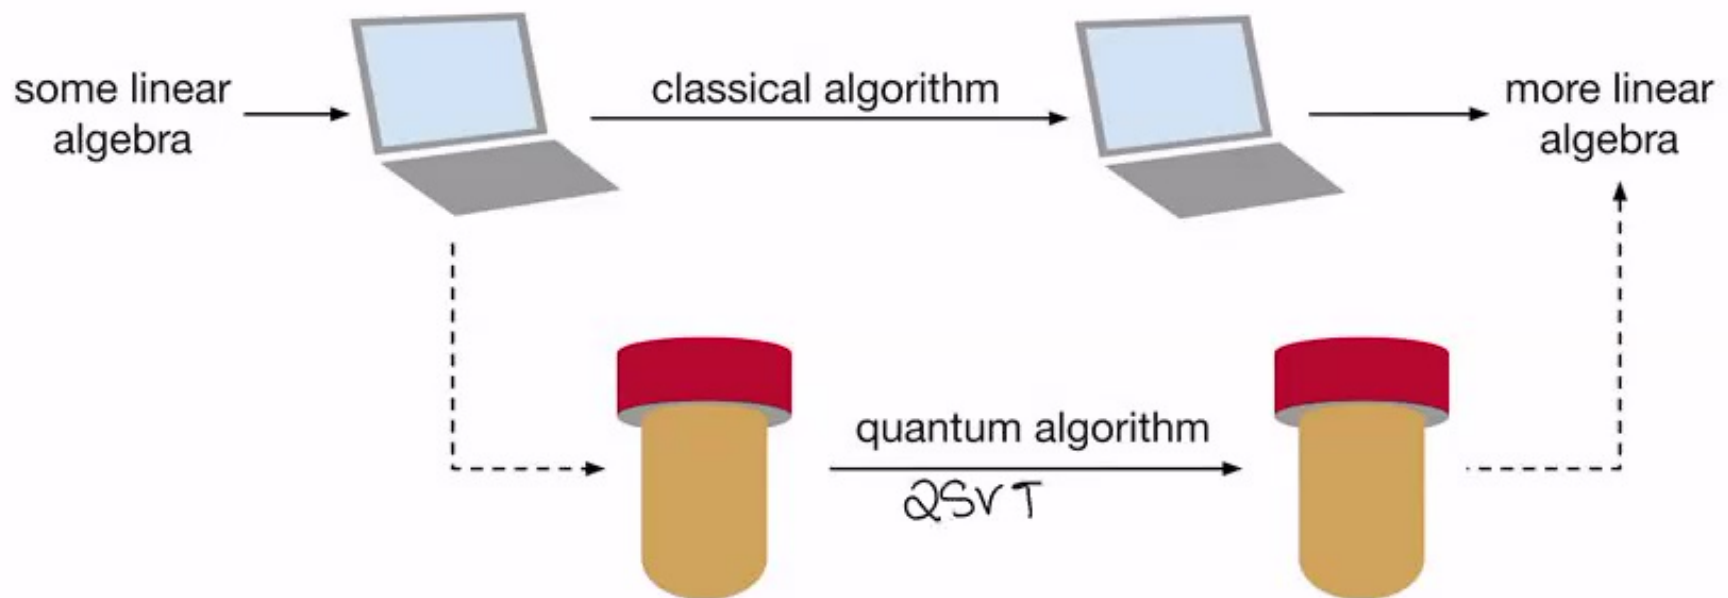 some linear
algebra
classical algorithm
more linear
algebra
quantum algorithm
QSVT